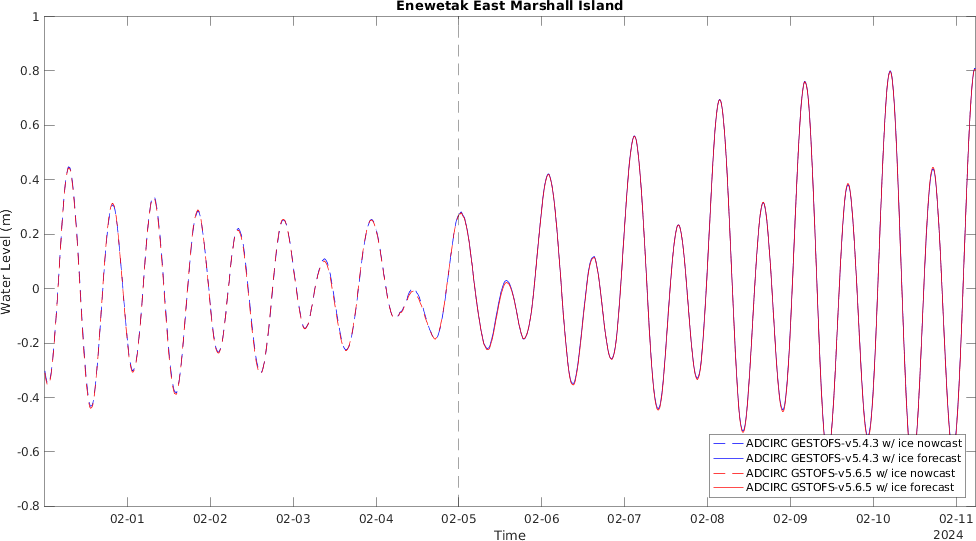 Enewetak East Marshall Island
1
0.8
0.6
0.4
0.2
0
-0.2
-0.4
-0.6
-0.8
Water Level (m)
ADCIRC GESTOFS-v5.4.3 w/ ice nowcast
ADCIRC GESTOFS-v5.4.3 w/ ice forecast
ADCIRC GSTOFS-v5.6.5 w/ ice nowcast
ADCIRC GSTOFS-v5.6.5 w/ ice forecast
02-01 02-02 02-03 02-04 02-05 02-06 02-07 02-08 02-09 02-10 02-11
Time
2024